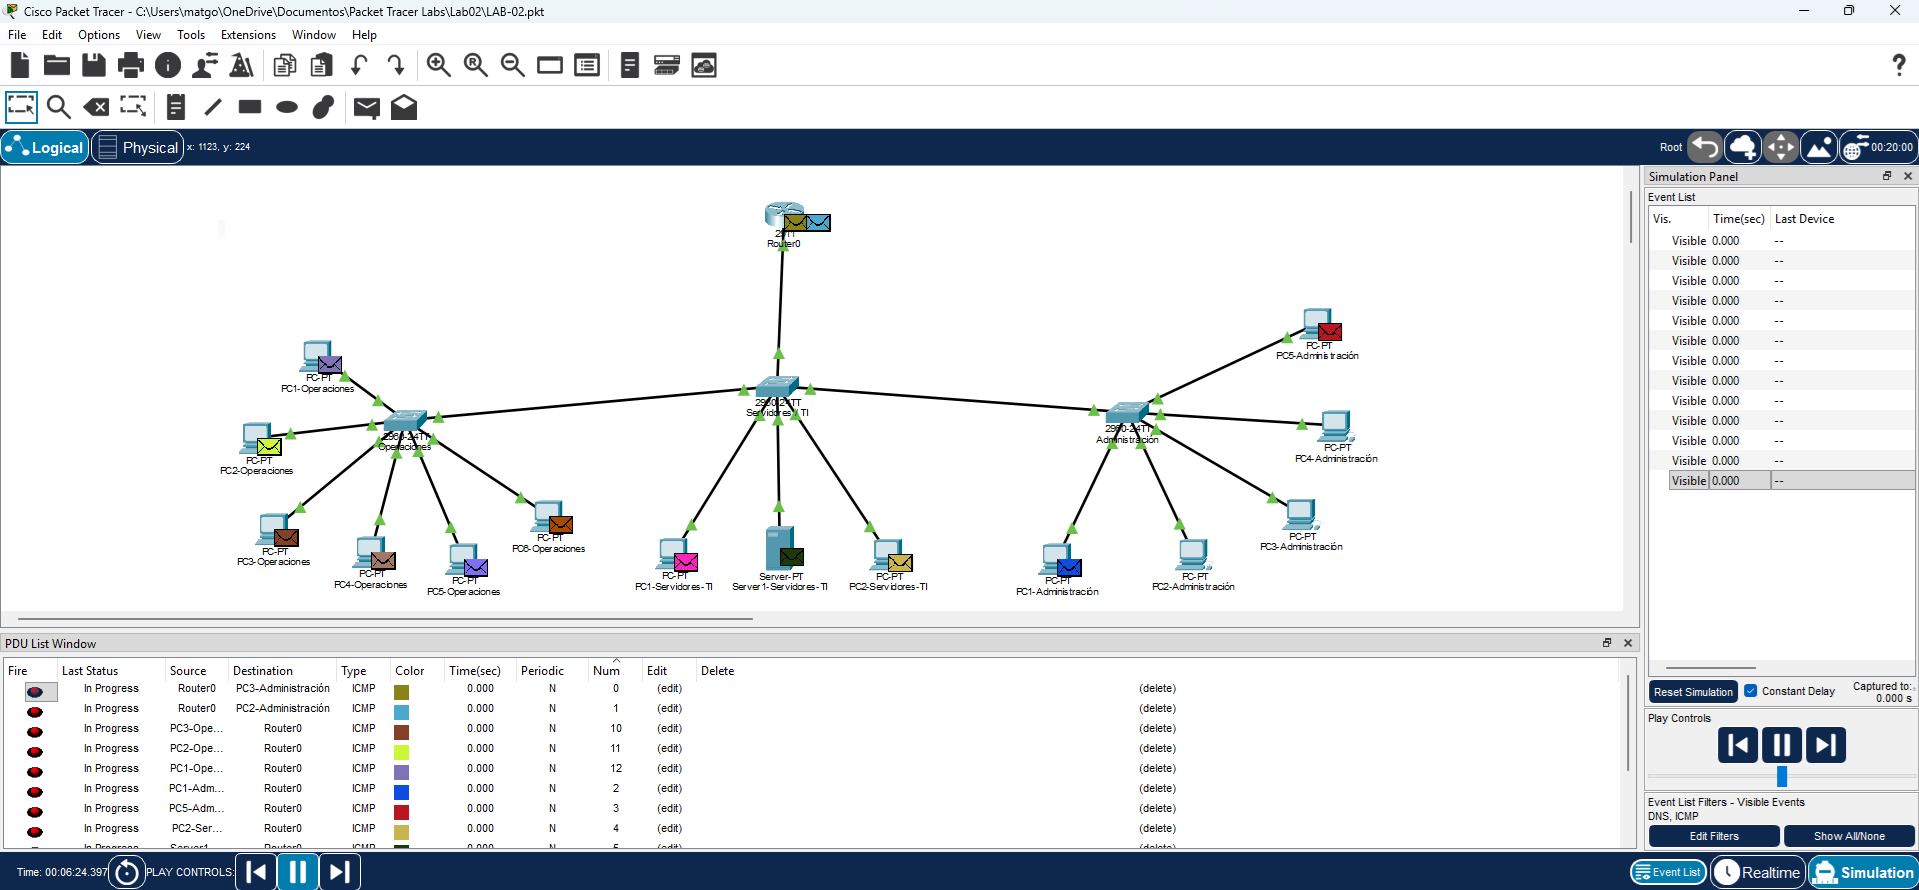 Cisco Packet Tracer - C:\Users\matgo\OneDrive\Documentos\Packet Tracer Labs\Lab02\LAB-02.pkt
File Edit Options View Tools Extensions Window Help
Logical Physical x: 1123, y: 224 Root 00:20:00
Router0
PC-PT
PC1-Operaciones
PC-PT
PC2-Operaciones
PC-PT
PC3-Operaciones
PC-PT
PC4-Operaciones
PC-PT
PC5-Operaciones
PC-PT
PC6-Operaciones
2960-24TT
Operaciones
2960-24TT
Servidores / TI
PC-PT
PC1-Servidores-TI
Server-PT
Server1-Servidores-TI
PC-PT
PC2-Servidores-TI
2960-24TT
Administración
PC-PT
PC5-Administración
PC-PT
PC4-Administración
PC-PT
PC3-Administración
PC-PT
PC2-Administración
PC-PT
PC1-Administración
Simulation Panel
Event List
Vis. Time(sec) Last Device
Visible 0.000 --
Visible 0.000 --
Visible 0.000 --
Visible 0.000 --
Visible 0.000 --
Visible 0.000 --
Visible 0.000 --
Visible 0.000 --
Visible 0.000 --
Visible 0.000 --
Visible 0.000 --
Visible 0.000 --
Visible 0.000 --
Reset Simulation Constant Delay Captured to:
0.000 s
Play Controls
Event List Filters - Visible Events
DNS, ICMP
Edit Filters Show All/None
PDU List Window
Fire Last Status Source Destination Type Color Time(sec) Periodic Num Edit Delete
In Progress Router0 PC3-Administración ICMP 0.000 N 0 (edit) (delete)
In Progress Router0 PC2-Administración ICMP 0.000 N 1 (edit) (delete)
In Progress PC3-Ope... Router0 ICMP 0.000 N 10 (edit) (delete)
In Progress PC2-Ope... Router0 ICMP 0.000 N 11 (edit) (delete)
In Progress PC1-Ope... Router0 ICMP 0.000 N 12 (edit) (delete)
In Progress PC1-Adm... Router0 ICMP 0.000 N 2 (edit) (delete)
In Progress PC5-Adm... Router0 ICMP 0.000 N 3 (edit) (delete)
In Progress PC2-Ser... Router0 ICMP 0.000 N 4 (edit) (delete)
Time: 00:06:24.397 PLAY CONTROLS: Event List Realtime Simulation